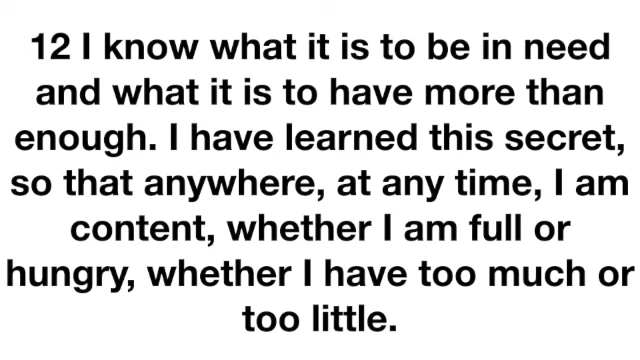 12 I know what it is to be in need
and what it is to have more than
enough. I have learned this secret,
so that anywhere, at any time, I am
content, whether I am full or
hungry, whether I have too much or
too little.